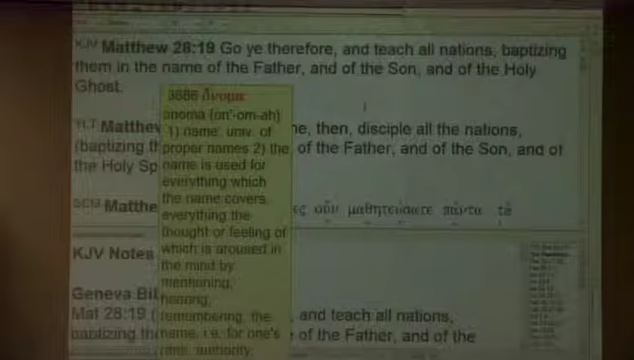 KJV Matthew 28:19 Go ye therefore, and teach all nations, baptizing
them in the name of the Father, and of the Son, and of the Holy
Ghost.
3686 ὄνομα
onoma (on'-om-ah)
1) name: univ. of
proper names 2) the
name is used for
everything which
the name covers,
everything the
thought or feeling of
which is aroused in
the mind by
mentioning,
hearing,
remembering, the
name, i.e. for one's
rank, authority,
YLT Matthew
ne, then, disciple all the nations,
(baptizing th
of the Father, and of the Son, and of
the Holy Sp
Matthe
ες οὖν μαθητεύσατε πάντα τὰ
KJV Notes
Geneva Bib
Mat 28:19 (
, and teach all nations,
baptizing th
of the Father, and of the